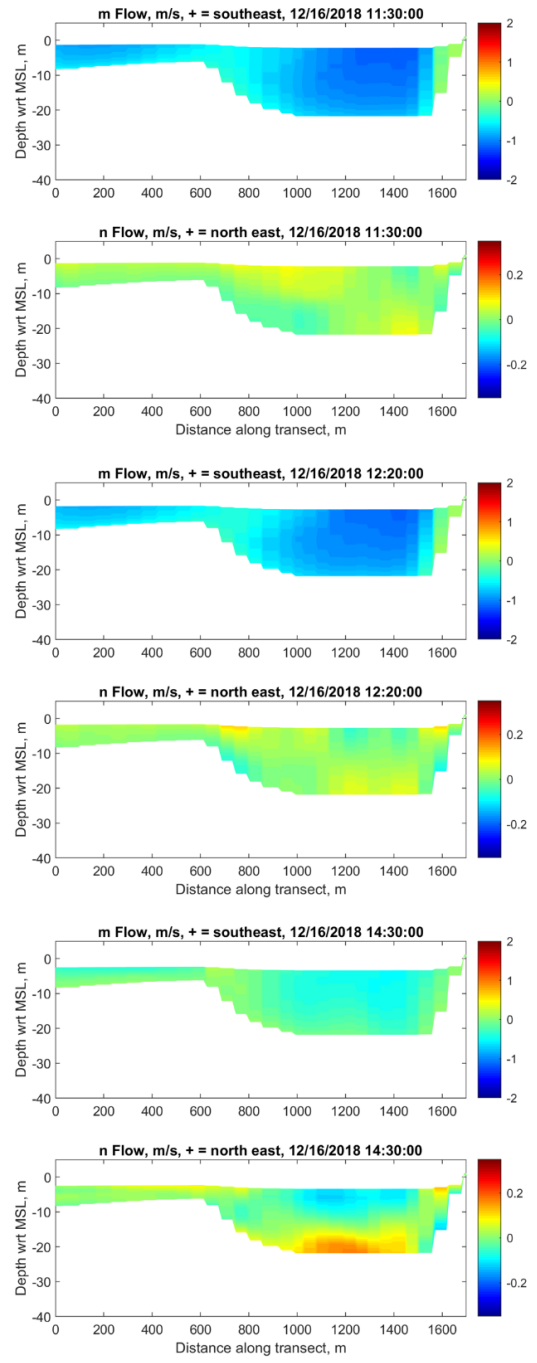 m Flow, m/s, + = southeast, 12/16/2018 11:30:00
Depth wrt MSL, m
0
-10
-20
-30
-40
0 200 400 600 800 1000 1200 1400 1600
2
1
0
-1
-2
n Flow, m/s, + = north east, 12/16/2018 11:30:00
Depth wrt MSL, m
0
-10
-20
-30
-40
0 200 400 600 800 1000 1200 1400 1600
Distance along transect, m
0.2
0
-0.2
m Flow, m/s, + = southeast, 12/16/2018 12:20:00
Depth wrt MSL, m
0
-10
-20
-30
-40
0 200 400 600 800 1000 1200 1400 1600
2
1
0
-1
-2
n Flow, m/s, + = north east, 12/16/2018 12:20:00
Depth wrt MSL, m
0
-10
-20
-30
-40
0 200 400 600 800 1000 1200 1400 1600
Distance along transect, m
0.2
0
-0.2
m Flow, m/s, + = southeast, 12/16/2018 14:30:00
Depth wrt MSL, m
0
-10
-20
-30
-40
0 200 400 600 800 1000 1200 1400 1600
2
1
0
-1
-2
n Flow, m/s, + = north east, 12/16/2018 14:30:00
Depth wrt MSL, m
0
-10
-20
-30
-40
0 200 400 600 800 1000 1200 1400 1600
Distance along transect, m
0.2
0
-0.2